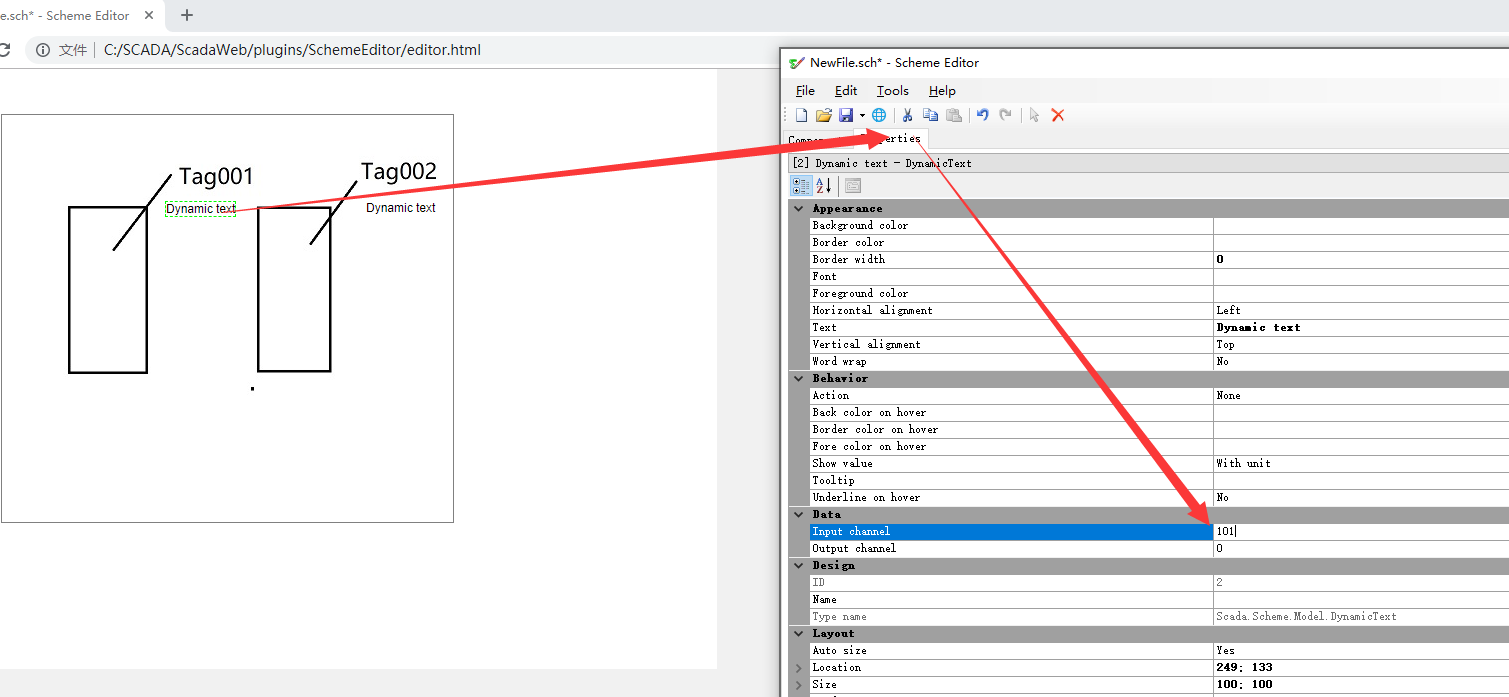 e.sch* - Scheme Editor
文件
C:/SCADA/ScadaWeb/plugins/SchemeEditor/editor.html
Tag001
Dynamic text
Tag002
Dynamic text
NewFile.sch* - Scheme Editor
File Edit Tools Help
[2] Dynamic text - DynamicText
Appearance
Background color
Border color
Border width 0
Font
Foreground color
Horizontal alignment Left
Text Dynamic text
Vertical alignment Top
Word wrap No
Behavior
Action None
Back color on hover
Border color on hover
Fore color on hover
Show value With unit
Tooltip
Underline on hover No
Data
Input channel 101
Output channel 0
Design
ID 2
Name
Type name Scada.Scheme.Model.DynamicText
Layout
Auto size Yes
Location 249; 133
Size 100; 100